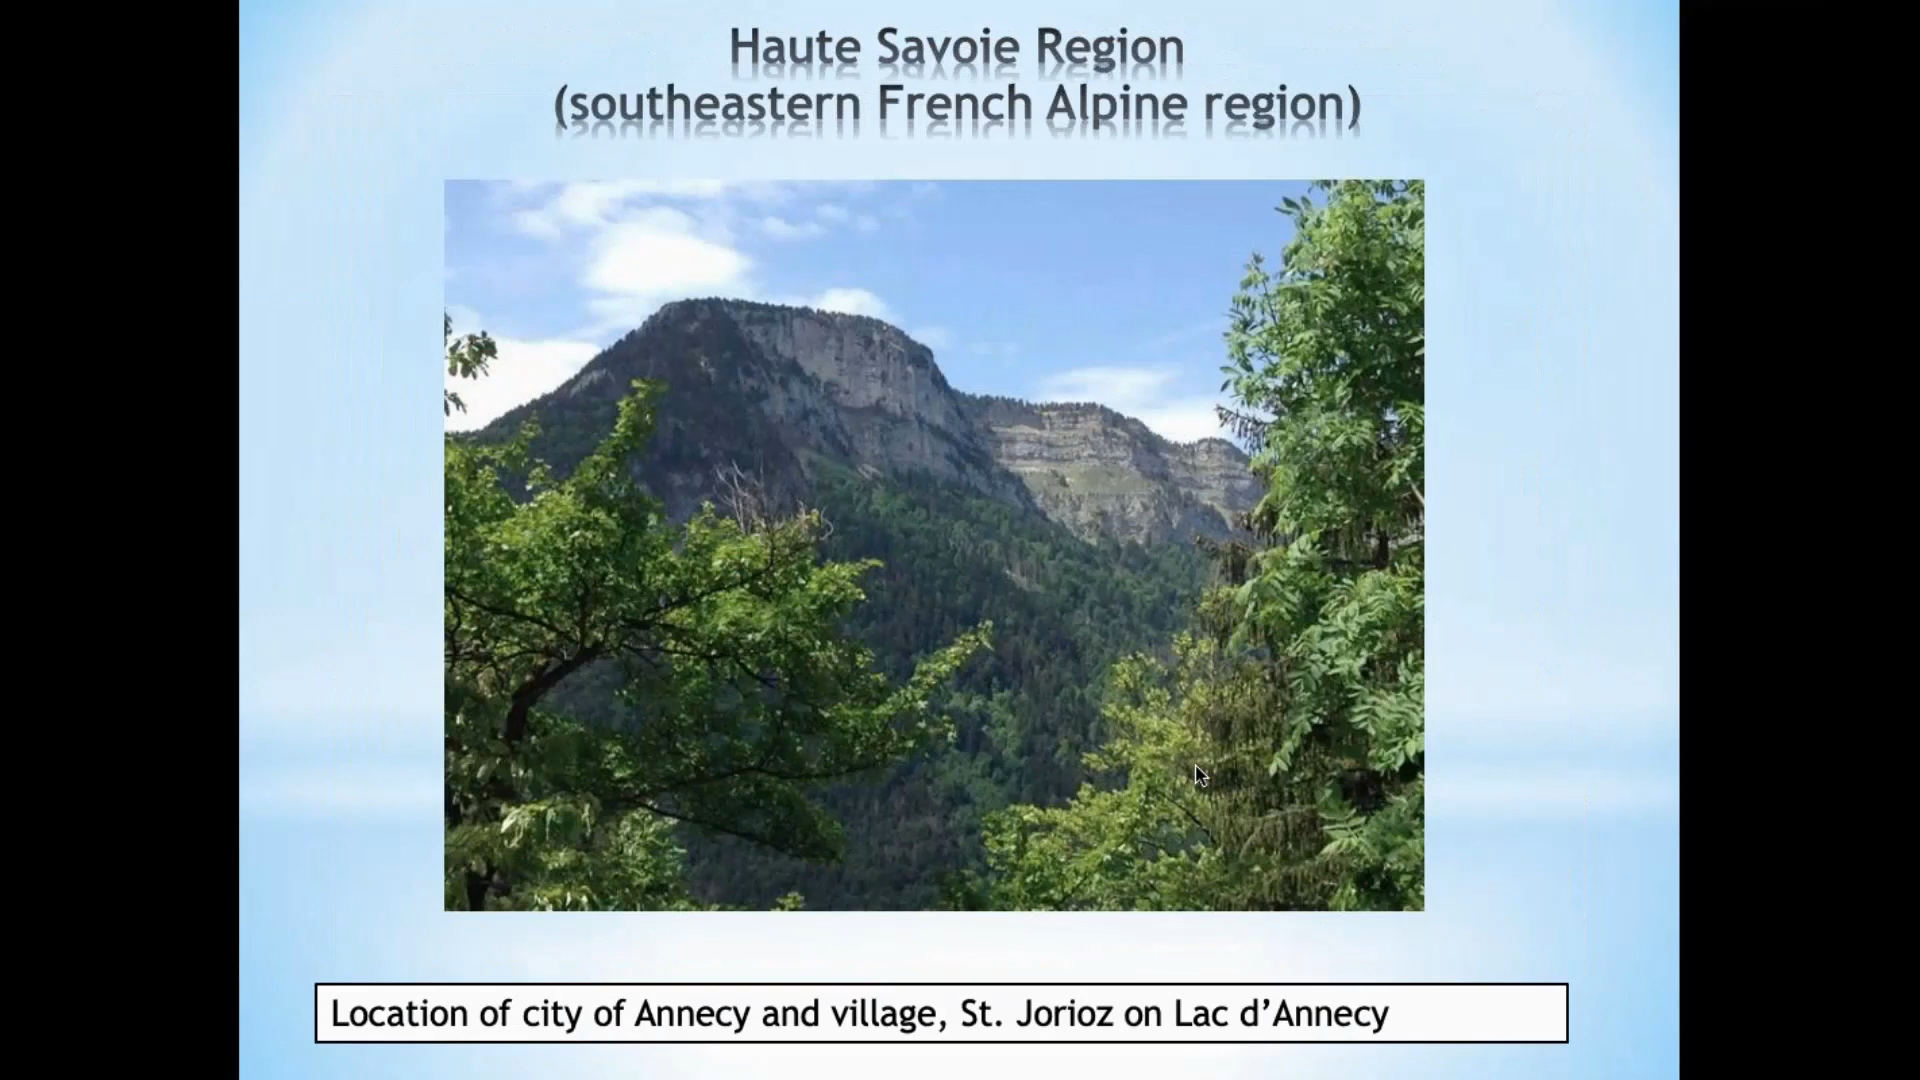 Haute Savoie Region
(southeastern French Alpine region)
Location of city of Annecy and village, St. Jorioz on Lac d’Annecy